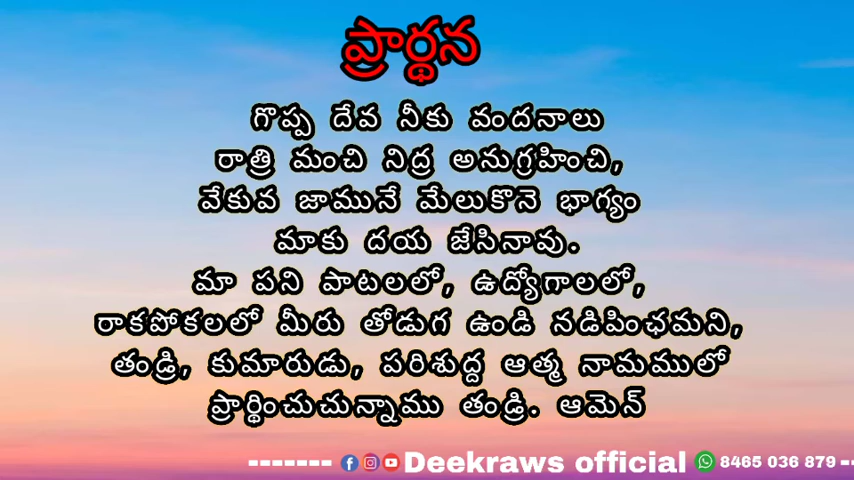 ప్రార్థన
గొప్ప దేవ నీకు వందనాలు
రాత్రి మంచి నిద్ర అనుగ్రహించి,
వేకువ జామునే మేలుకొనె భాగ్యం
మాకు దయ జేసినావు.
మా పని పాటలలో, ఉద్యోగాలలో,
రాకపోకలలో మీరు తోడుగ ఉండి నడిపించమని,
తండ్రి, కుమారుడు, పరిశుద్ద ఆత్మ నామములో
ప్రార్థించుచున్నాము తండ్రి. ఆమెన్
------- Deekraws official 8465 036 879 --